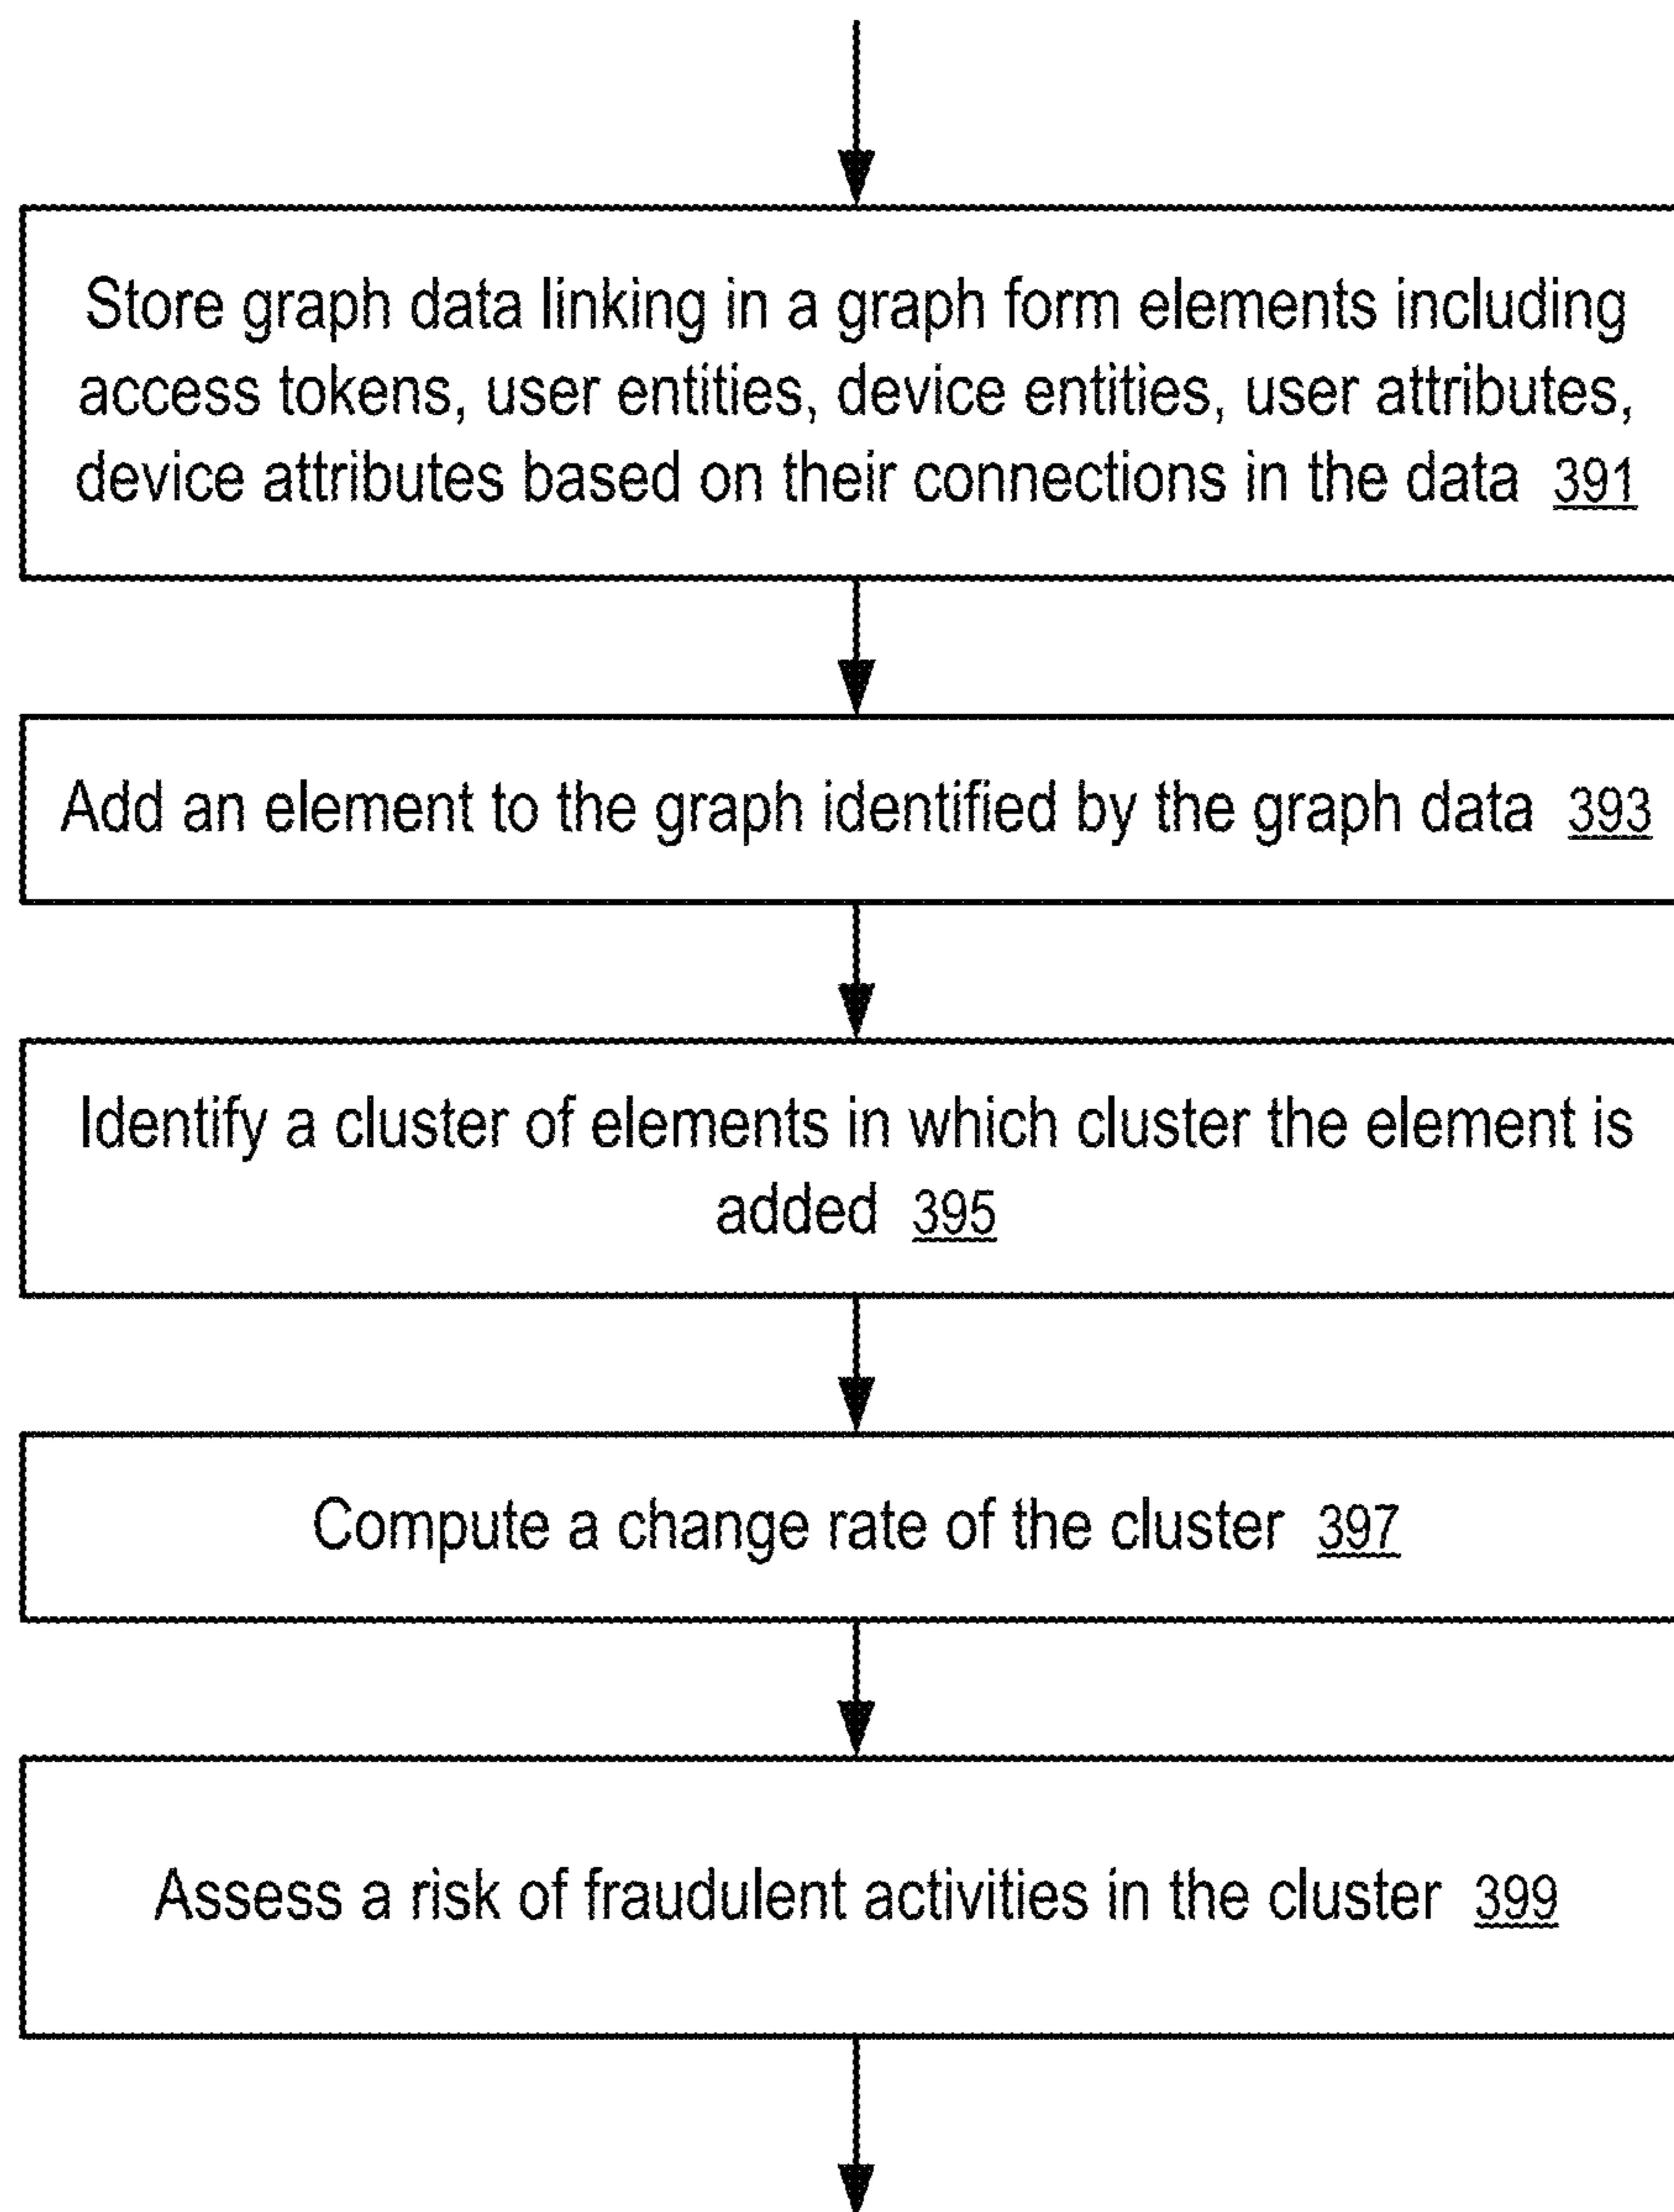 Store graph data linking in a graph form elements including
access tokens, user entities, device entities, user attributes,
device attributes based on their connections in the data 391
Add an element to the graph identified by the graph data 393
Identify a cluster of elements in which cluster the element is
added 395
Compute a change rate of the cluster 397
Assess a risk of fraudulent activities in the cluster 399